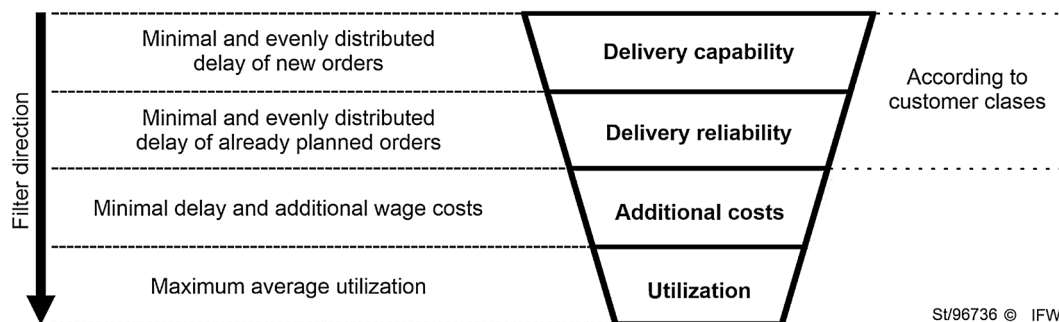 Filter direction
Minimal and evenly distributed
delay of new orders
Delivery capability
According to
customer clases
Minimal and evenly distributed
delay of already planned orders
Delivery reliability
Minimal delay and additional wage costs
Additional costs
Maximum average utilization
Utilization
St/96736 © IFW